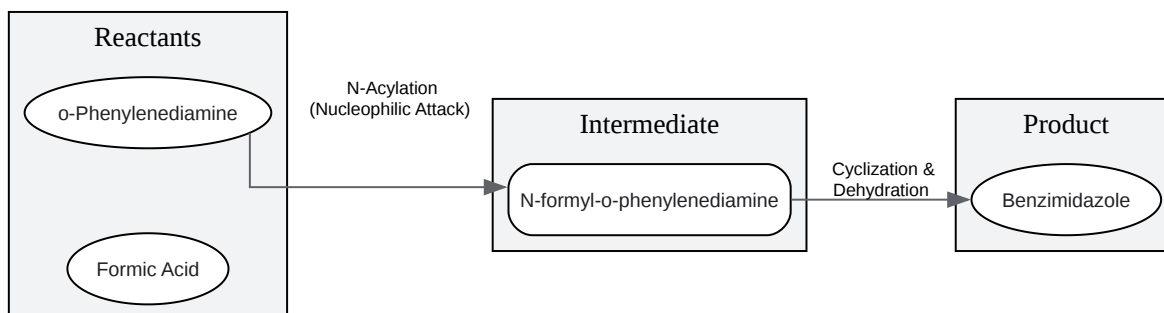 Reactants
o-Phenylenediamine
Formic Acid
N-Acylation
(Nucleophilic Attack)
Intermediate
N-formyl-o-phenylenediamine
Cyclization &
Dehydration
Product
Benzimidazole